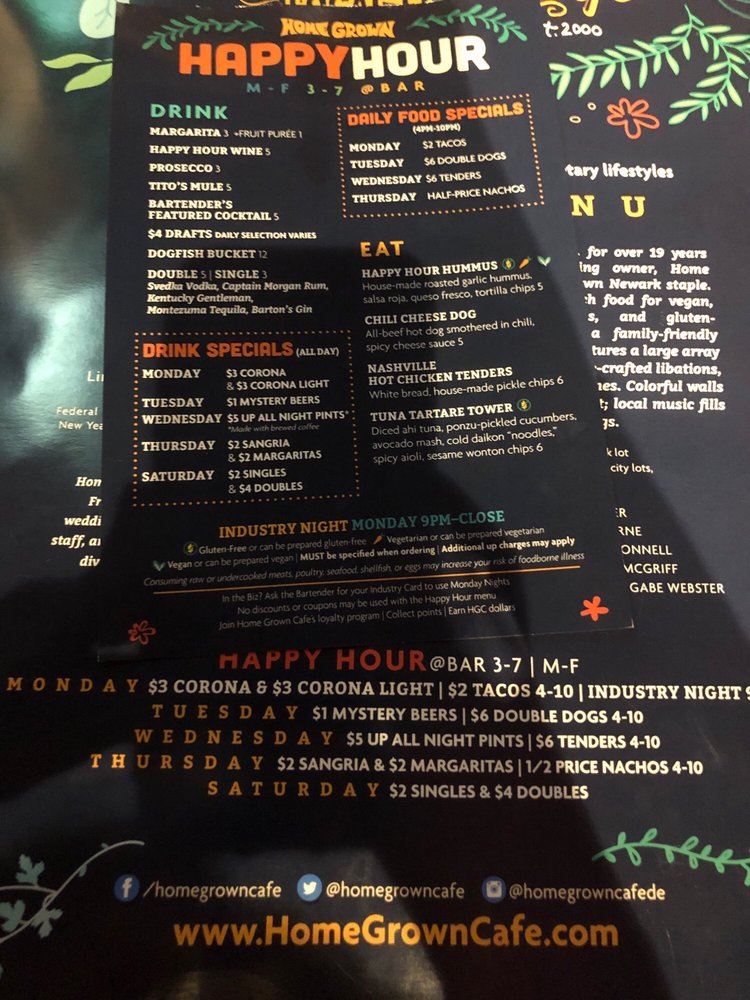 HOME GROWN
HAPPYHOUR
M-F 3-7 @BAR
DRINK
MARGARITA 3 +FRUIT PURÉE 1
HAPPY HOUR WINE 5
PROSECCO 3
TITO'S MULE 5
BARTENDER'S
FEATURED COCKTAIL 5
$4 DRAFTS DAILY SELECTION VARIES
DOGFISH BUCKET 12
DOUBLE 5 | SINGLE 3
Svedka Vodka, Captain Morgan Rum,
Kentucky Gentleman,
Montezuma Tequila, Barton's Gin
DRINK SPECIALS (ALL DAY)
MONDAY $3 CORONA
& $3 CORONA LIGHT
TUESDAY $1 MYSTERY BEERS
WEDNESDAY $5 UP ALL NIGHT PINTS*
*Made with brewed coffee
THURSDAY $2 SANGRIA
& $2 MARGARITAS
SATURDAY $2 SINGLES
& $4 DOUBLES
DAILY FOOD SPECIALS
(4PM-10PM)
MONDAY $2 TACOS
TUESDAY $6 DOUBLE DOGS
WEDNESDAY $6 TENDERS
THURSDAY HALF-PRICE NACHOS
EAT
HAPPY HOUR HUMMUS
House-made roasted garlic hummus,
salsa roja, queso fresco, tortilla chips 5
CHILI CHEESE DOG
All-beef hot dog smothered in chili,
spicy cheese sauce 5
NASHVILLE
HOT CHICKEN TENDERS
White bread, house-made pickle chips 6
TUNA TARTARE TOWER
Diced ahi tuna, ponzu-pickled cucumbers,
avocado mash, cold daikon "noodles,"
spicy aioli, sesame wonton chips 6
INDUSTRY NIGHT MONDAY 9PM–CLOSE
Gluten-Free or can be prepared gluten-free Vegetarian or can be prepared vegetarian
Vegan or can be prepared vegan | MUST be specified when ordering | Additional up charges may apply
Consuming raw or undercooked meats, poultry, seafood, shellfish, or eggs may increase your risk of foodborne illness
In the Biz? Ask the Bartender for your Industry Card to use Monday Nights
No discounts or coupons may be used with the Happy Hour menu
Join Home Grown Cafe's loyalty program | Collect points | Earn HGC dollars
t. 2000
tary lifestyles
N U
for over 19 years
ing owner, Home
wn Newark staple.
h food for vegan,
s, and gluten-
a family-friendly
tures a large array
-crafted libations,
nes. Colorful walls
t; local music fills
gs.
k lot
city lots,
ER
RNE
ONNELL
MCGRIFF
GABE WEBSTER
Li
Federal
New Yea
Hom
Fr
weddi
staff, a
div
HAPPY HOUR @BAR 3-7 | M-F
MONDAY $3 CORONA & $3 CORONA LIGHT | $2 TACOS 4-10 | INDUSTRY NIGHT 9
TUESDAY $1 MYSTERY BEERS | $6 DOUBLE DOGS 4-10
WEDNESDAY $5 UP ALL NIGHT PINTS | $6 TENDERS 4-10
THURSDAY $2 SANGRIA & $2 MARGARITAS | 1/2 PRICE NACHOS 4-10
SATURDAY $2 SINGLES & $4 DOUBLES
/homegrowncafe @homegrowncafe @homegrowncafede
www.HomeGrownCafe.com